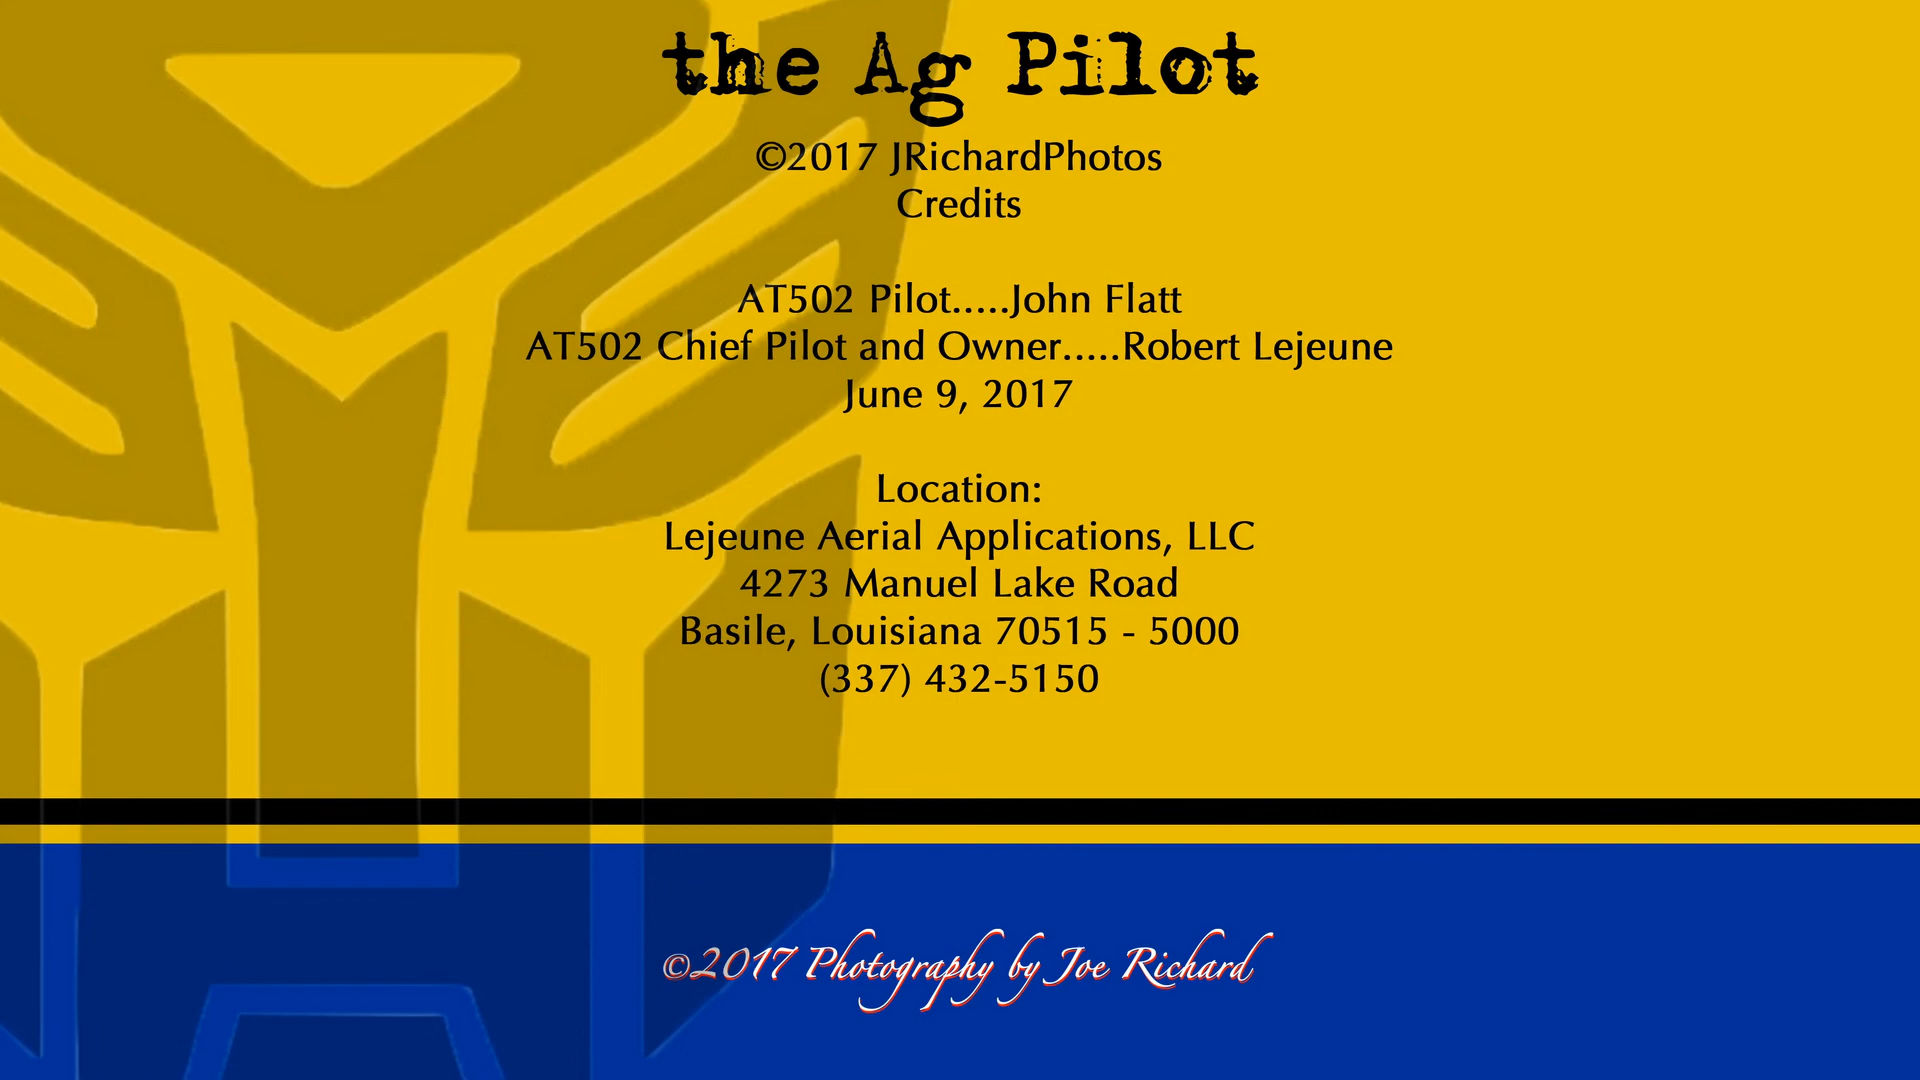 the Ag Pilot
©2017 JRichardPhotos
Credits
AT502 Pilot.....John Flatt
AT502 Chief Pilot and Owner.....Robert Lejeune
June 9, 2017
Location:
Lejeune Aerial Applications, LLC
4273 Manuel Lake Road
Basile, Louisiana 70515 - 5000
(337) 432-5150
©2017 Photography by Joe Richard